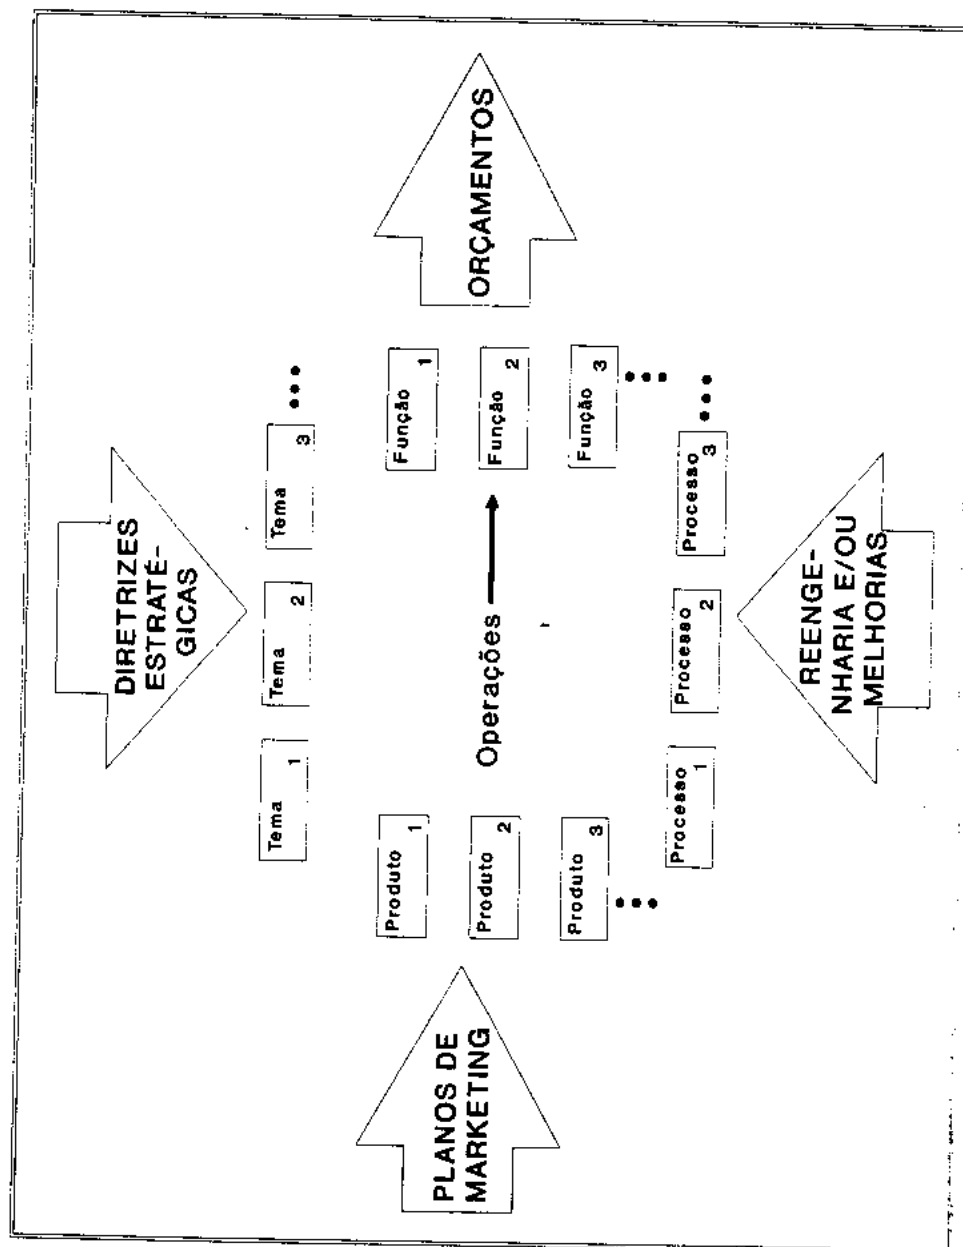 DIRETRIZES
ESTRATÉ-
GICAS
Tema
1
Tema
2
Tema
3
•••
PLANOS DE
MARKETING
Produto
1
Produto
2
Produto
3
•••
Operações
Função
1
Função
2
Função
3
•••
ORÇAMENTOS
Processo
1
Processo
2
Processo
3
•••
REENGE-
NHARIA E/OU
MELHORIAS